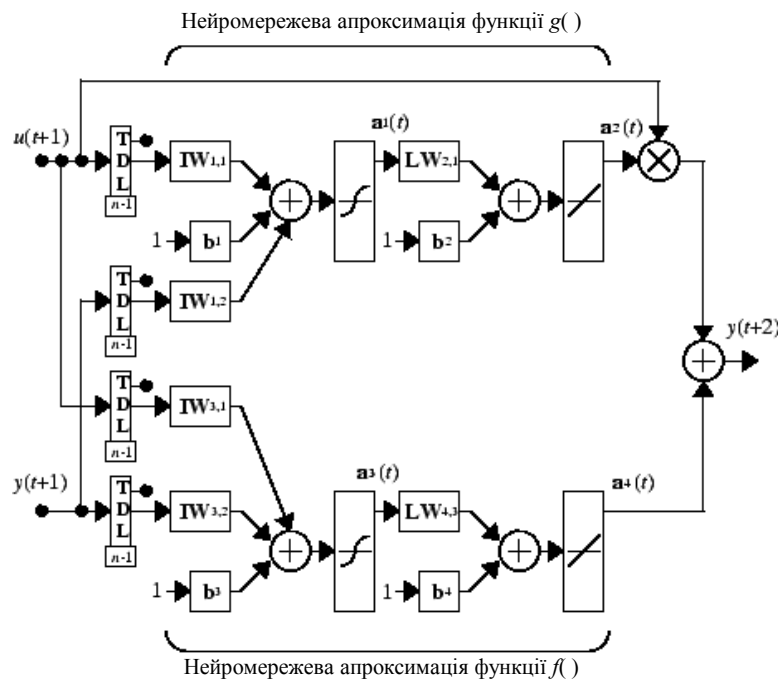 Нейромережева апроксимація функції g( )
u(t+1)
T
D
L
n-1
IW1,1
1
b1
a1(t)
LW2,1
1
b2
a2(t)
T
D
L
n-1
IW1,2
y(t+2)
T
D
L
n-1
IW3,1
y(t+1)
T
D
L
n-1
IW3,2
1
b3
a3(t)
LW4,3
1
b4
a4(t)
Нейромережева апроксимація функції f( )